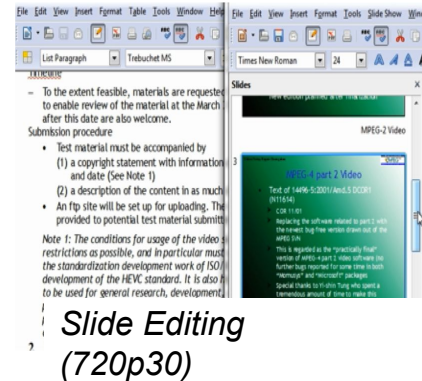 File Edit View Insert Format Table Tools Window Help
List Paragraph
Trebuchet MS
Timeline
– To the extent feasible, materials are requested
to enable review of the material at the March
after this date are also welcome.
Submission procedure
• Test material must be accompanied by
(1) a copyright statement with information
and date (See Note 1)
(2) a description of the content in as much
• An ftp site will be set up for uploading. The
provided to potential test material submitt
Note 1: The conditions for usage of the video s
restrictions as possible, and in particular must
the standardization development work of ISO/
development of the HEVC standard. It is also h
to be used for general research, development,
2
File Edit View Insert Format Tools Slide Show Win
Times New Roman
24
Slides
X
New edition planned after finalization
MPEG-2 Video
3
MPEG-4 part 2 Video
• Text of 14496-5:2001/Amd.5 DCOR1
(N11614)
• COR 11/01
• Replacing the software related to part 2 with
the newest bug-free version drawn out of the
MPEG SVN
• This is regarded as the "practically final"
version of MPEG-4 part 2 video software (no
further bugs reported for some time in both
"Momusys" and "Microsoft" packages
Special thanks to Yi-shin Tung who spent a
tremendous amount of time to make this
Slide Editing
(720p30)